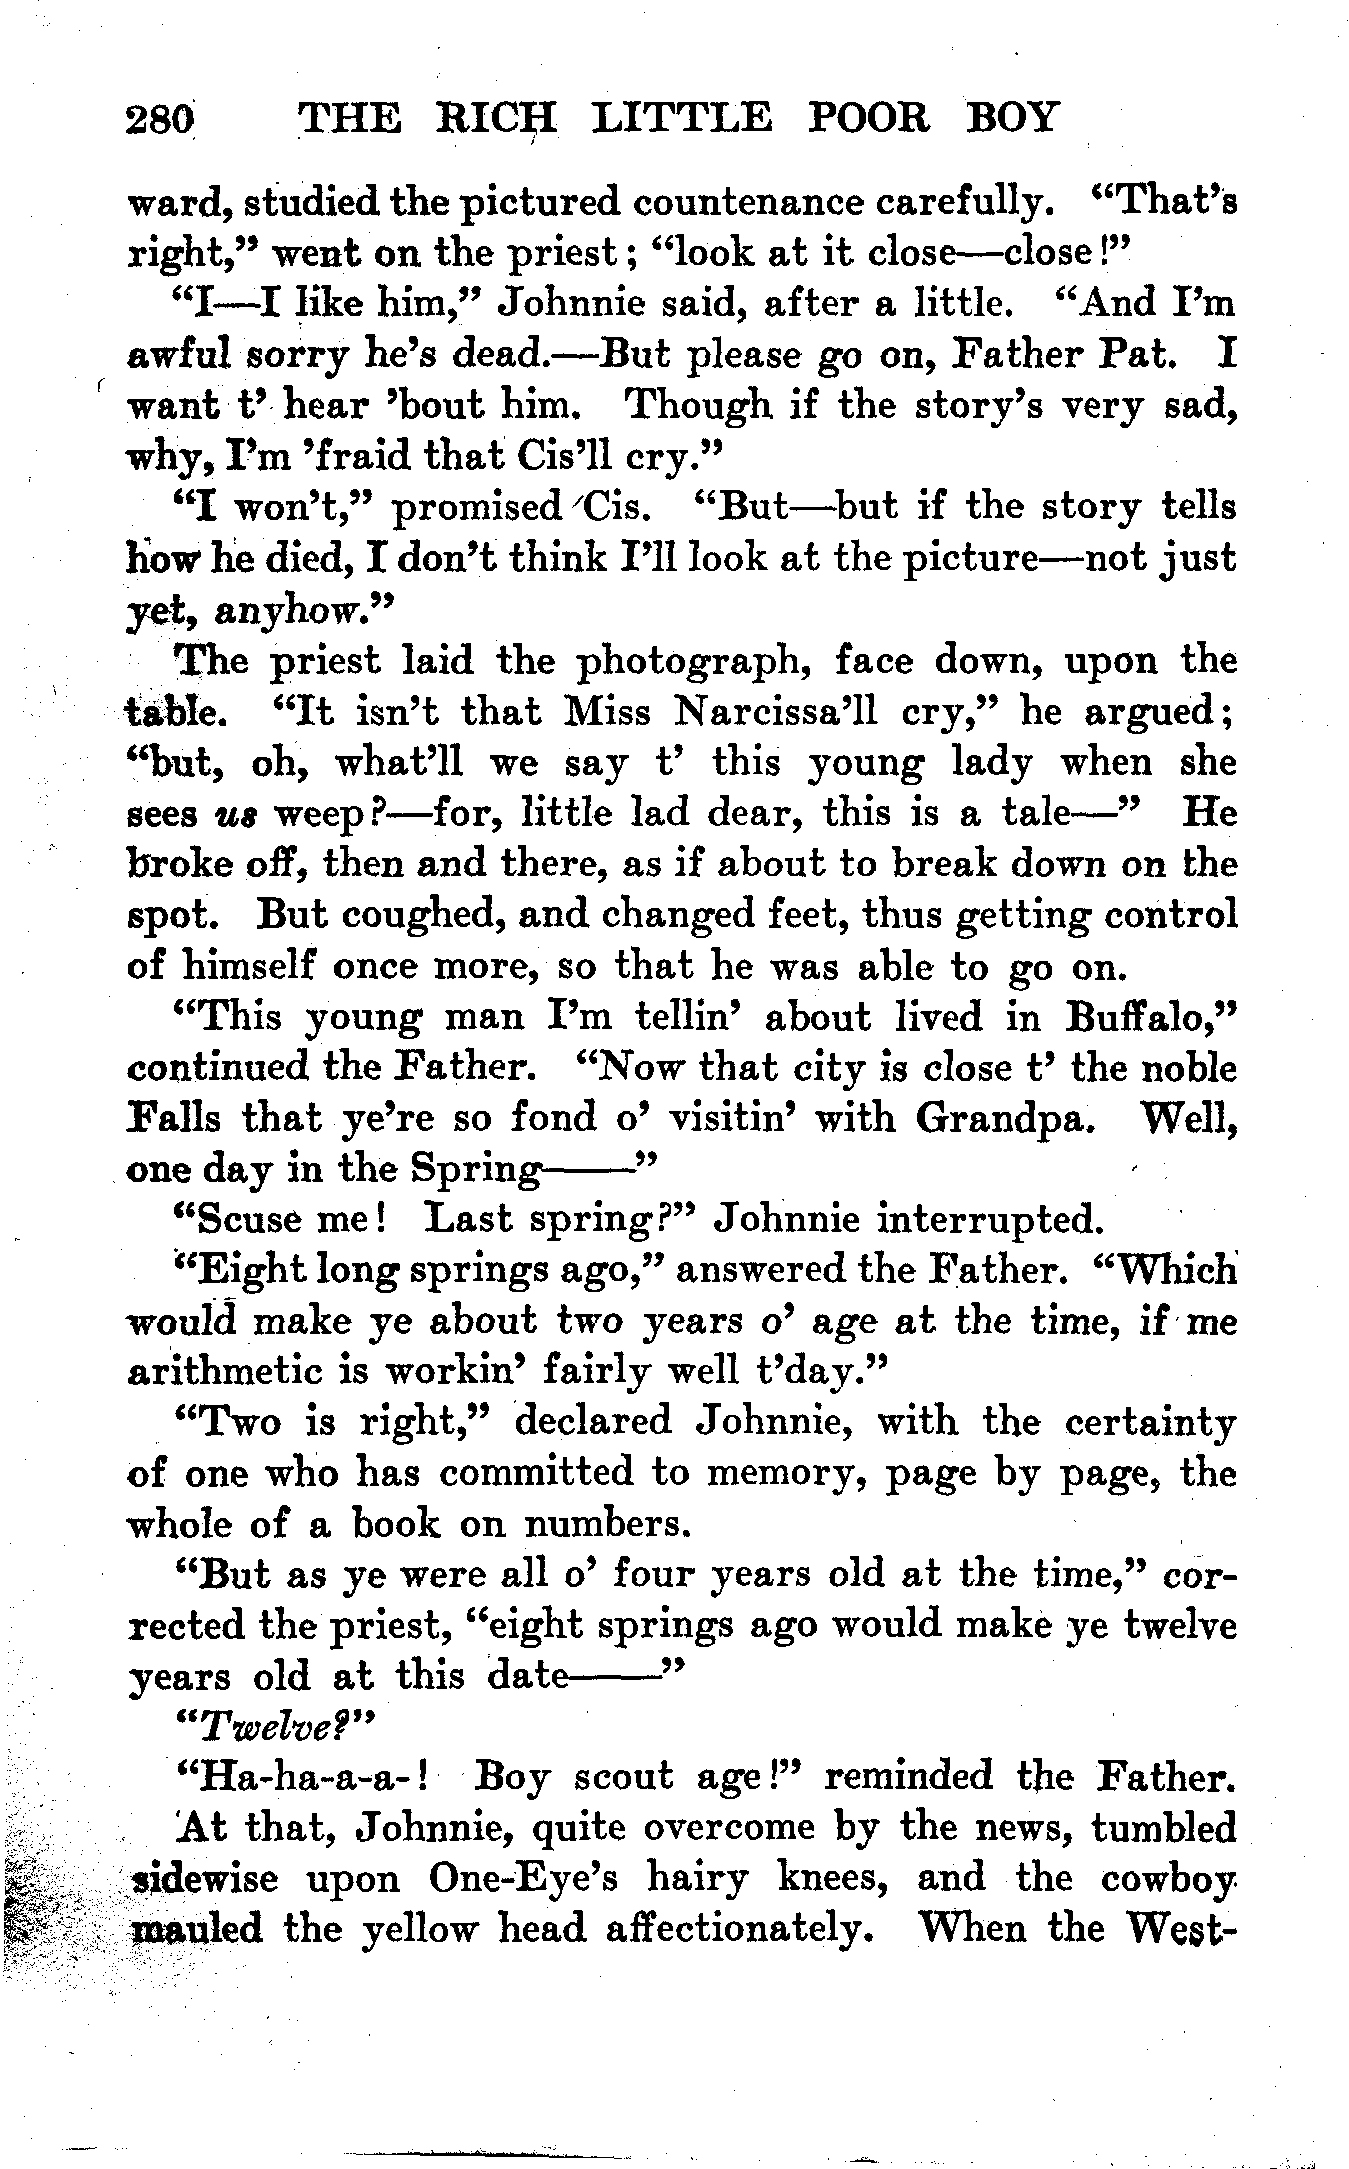 280 THE RICH LITTLE POOR BOY
ward, studied the pictured countenance carefully. “That’s
right,” went on the priest; “look at it close—close!”
“I—I like him,” Johnnie said, after a little. “And I’m
awful sorry he’s dead.—But please go on, Father Pat. I
want t’ hear ’bout him. Though if the story’s very sad,
why, I’m ’fraid that Cis’ll cry.”
“I won’t,” promised Cis. “But—but if the story tells
how he died, I don’t think I’ll look at the picture—not just
yet, anyhow.”
The priest laid the photograph, face down, upon the
table. “It isn’t that Miss Narcissa’ll cry,” he argued;
“but, oh, what’ll we say t’ this young lady when she
sees us weep?—for, little lad dear, this is a tale—” He
broke off, then and there, as if about to break down on the
spot. But coughed, and changed feet, thus getting control
of himself once more, so that he was able to go on.
“This young man I’m tellin’ about lived in Buffalo,”
continued the Father. “Now that city is close t’ the noble
Falls that ye’re so fond o’ visitin’ with Grandpa. Well,
one day in the Spring——”
“Scuse me! Last spring?” Johnnie interrupted.
“Eight long springs ago,” answered the Father. “Which
would make ye about two years o’ age at the time, if me
arithmetic is workin’ fairly well t’day.”
“Two is right,” declared Johnnie, with the certainty
of one who has committed to memory, page by page, the
whole of a book on numbers.
“But as ye were all o’ four years old at the time,” cor-
rected the priest, “eight springs ago would make ye twelve
years old at this date——”
“Twelve?”
“Ha-ha-a-a-! Boy scout age!” reminded the Father.
At that, Johnnie, quite overcome by the news, tumbled
sidewise upon One-Eye’s hairy knees, and the cowboy
mauled the yellow head affectionately. When the West-